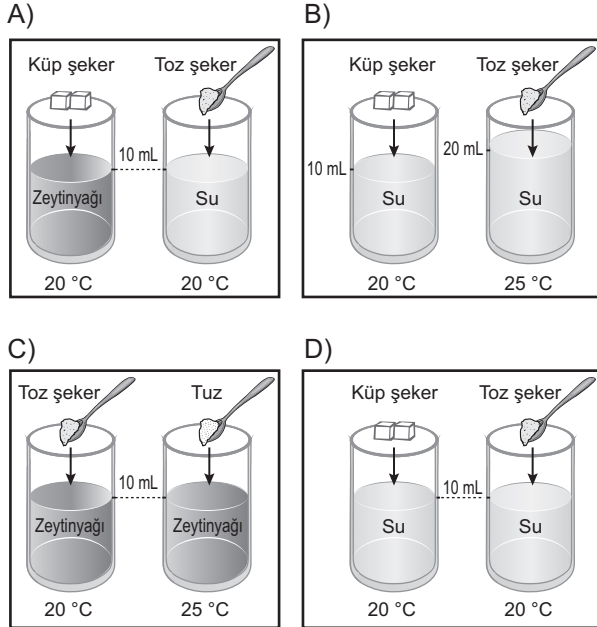 A)
Küp şeker Toz şeker
10 mL
Zeytinyağı Su
20 °C 20 °C
B)
Küp şeker Toz şeker
20 mL
10 mL
20 °C 25 °C
C)
Toz şeker Tuz
10 mL
Zeytinyağı Zeytinyağı
20 °C 25 °C
D)
Küp şeker Toz şeker
10 mL
Su Su
20 °C 20 °C